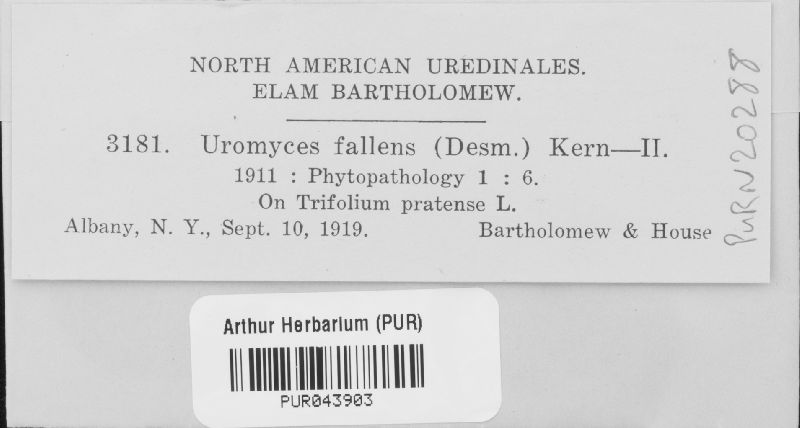 NORTH AMERICAN UREDINALES.
ELAM BARTHOLOMEW.
3181. Uromyces fallens (Desm.) Kern—II.
1911 : Phytopathology 1 : 6.
On Trifolium pratense L.
Albany, N. Y., Sept. 10, 1919. Bartholomew & House
PURN20288
Arthur Herbarium (PUR)
PUR043903